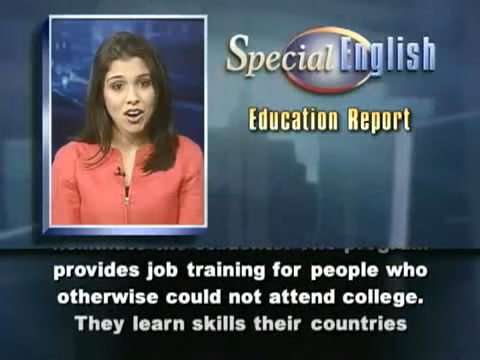 Special English
Education Report
provides job training for people who
otherwise could not attend college.
They learn skills their countries